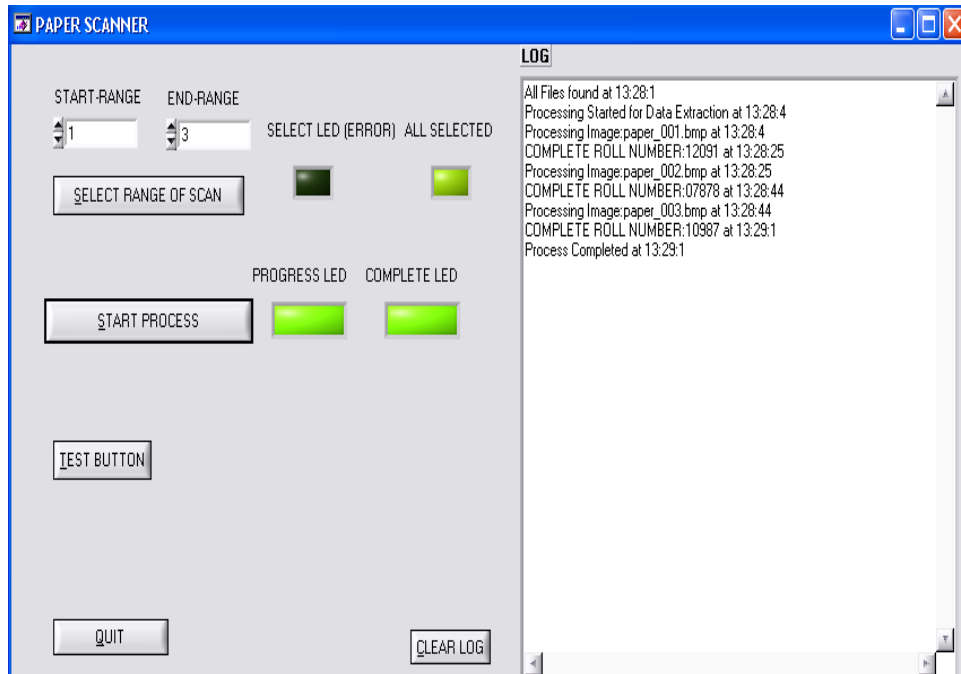 PAPER SCANNER
START-RANGE END-RANGE
1 3
SELECT LED (ERROR) ALL SELECTED
SELECT RANGE OF SCAN
PROGRESS LED COMPLETE LED
START PROCESS
TEST BUTTON
QUIT
CLEAR LOG
LOG
All Files found at 13:28:1
Processing Started for Data Extraction at 13:28:4
Processing Image:paper_001.bmp at 13:28:4
COMPLETE ROLL NUMBER:12091 at 13:28:25
Processing Image:paper_002.bmp at 13:28:25
COMPLETE ROLL NUMBER:07878 at 13:28:44
Processing Image:paper_003.bmp at 13:28:44
COMPLETE ROLL NUMBER:10987 at 13:29:1
Process Completed at 13:29:1